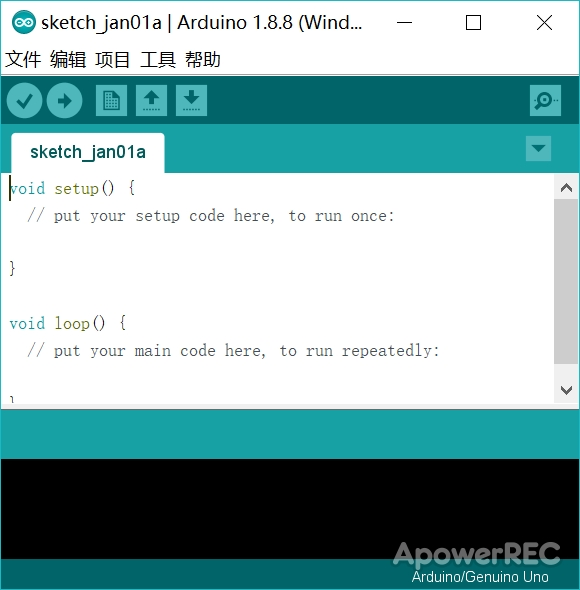 sketch_jan01a | Arduino 1.8.8 (Wind...
文件 编辑 项目 工具 帮助
sketch_jan01a
void setup() {
  // put your setup code here, to run once:
}
void loop() {
  // put your main code here, to run repeatedly:
}
ApowerREC
Arduino/Genuino Uno